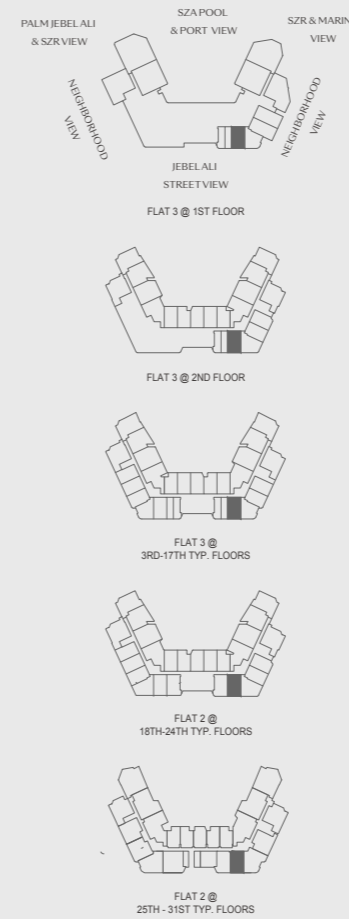 PALM JEBEL ALI
& SZR VIEW
SZA POOL
& PORT VIEW
SZR & MARIN
VIEW
NEIGHBORHOOD
VIEW
NEIGHBORHOOD
VIEW
JEBEL ALI
STREET VIEW
FLAT 3 @ 1ST FLOOR
FLAT 3 @ 2ND FLOOR
FLAT 3 @
3RD-17TH TYP. FLOORS
FLAT 2 @
18TH-24TH TYP. FLOORS
FLAT 2 @
25TH - 31ST TYP. FLOORS